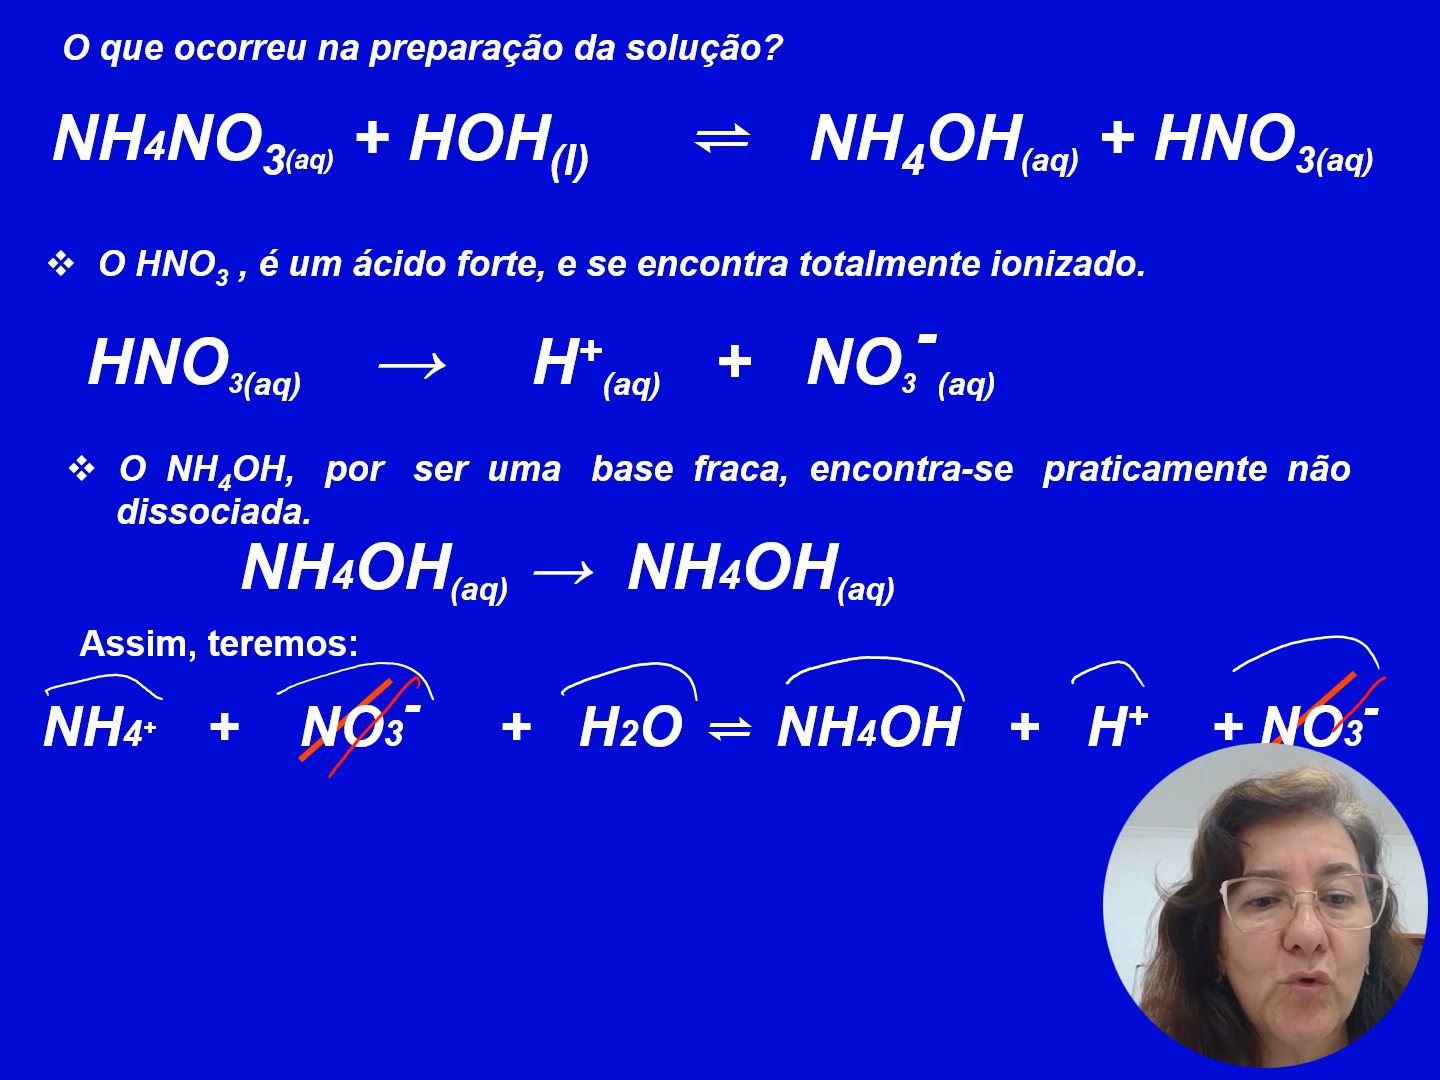 O que ocorreu na preparação da solução?
NH4NO3(aq) + HOH(l) ⇌ NH4OH(aq) + HNO3(aq)
❖ O HNO3 , é um ácido forte, e se encontra totalmente ionizado.
HNO3(aq) → H+(aq) + NO3-(aq)
❖ O NH4OH, por ser uma base fraca, encontra-se praticamente não
dissociada.
NH4OH(aq) → NH4OH(aq)
Assim, teremos:
NH4+ + NO3- + H2O ⇌ NH4OH + H+ + NO3-